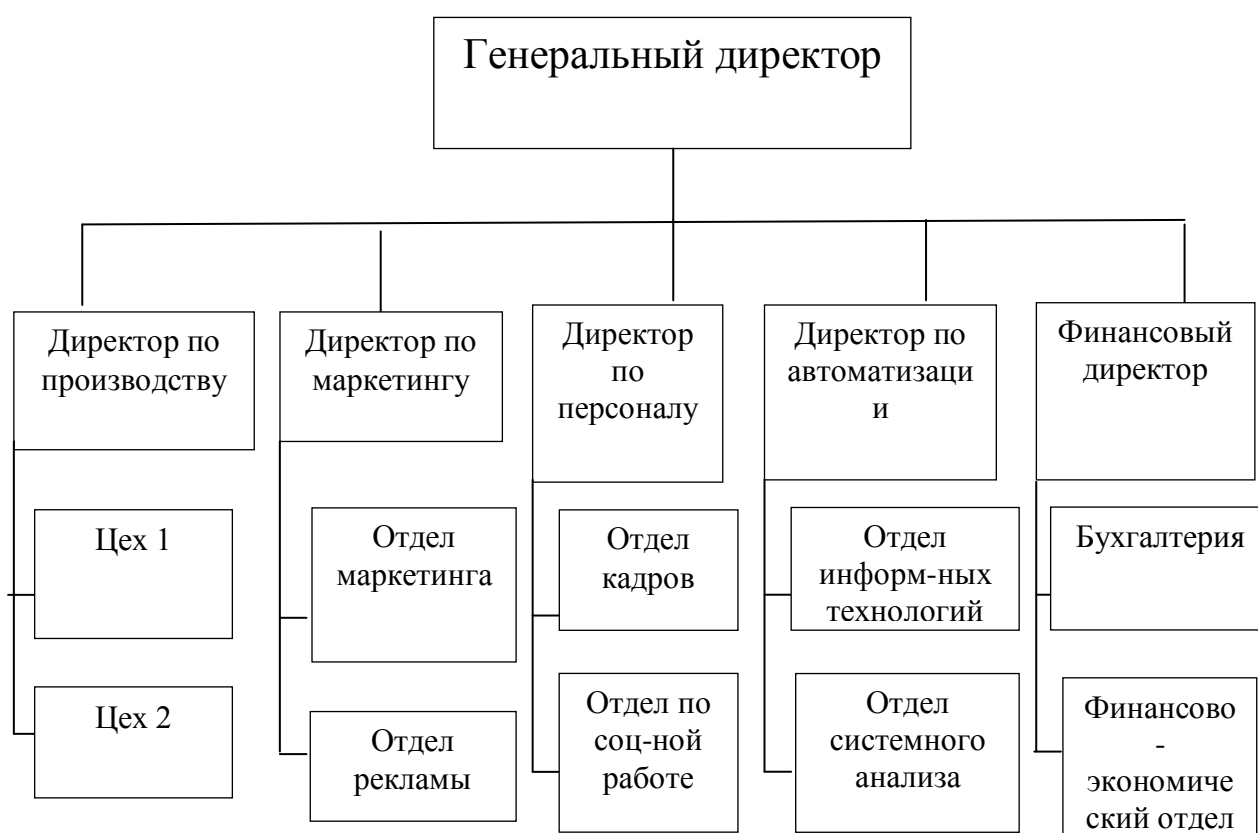 Генеральный директор
Директор по
производству
Директор по
маркетингу
Директор
по
персоналу
Директор по
автоматизаци
и
Финансовый
директор
Цех 1
Отдел
маркетинга
Отдел
кадров
Отдел
информ-ных
технологий
Бухгалтерия
Цех 2
Отдел
рекламы
Отдел по
соц-ной
работе
Отдел
системного
анализа
Финансово
-
экономиче
ский отдел